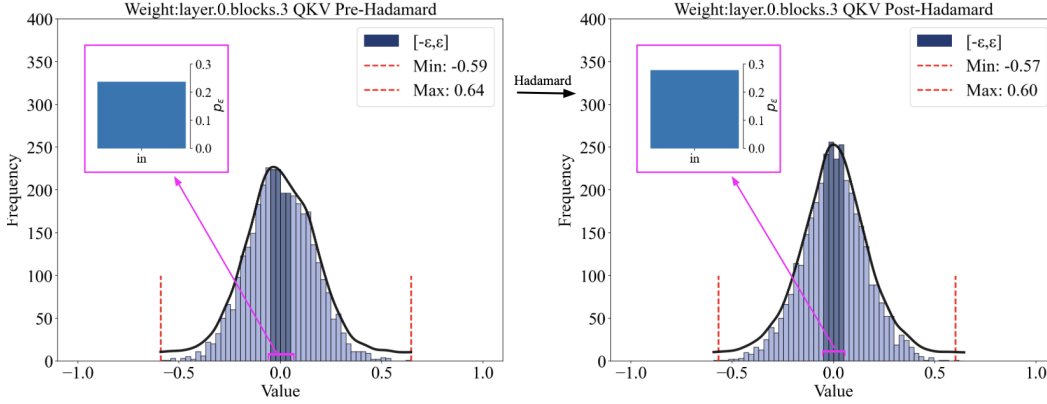 Weight:layer.0.blocks.3 QKV Pre-Hadamard
400
350
300
250
200
150
100
50
0
Frequency
-1.0
-0.5
0.0
0.5
1.0
Value
[-ε,ε]
Min: -0.59
Max: 0.64
0.3
0.2
0.1
0.0
pε
in
Hadamard
Weight:layer.0.blocks.3 QKV Post-Hadamard
400
350
300
250
200
150
100
50
0
Frequency
-1.0
-0.5
0.0
0.5
1.0
Value
[-ε,ε]
Min: -0.57
Max: 0.60
0.3
0.2
0.1
0.0
pε
in